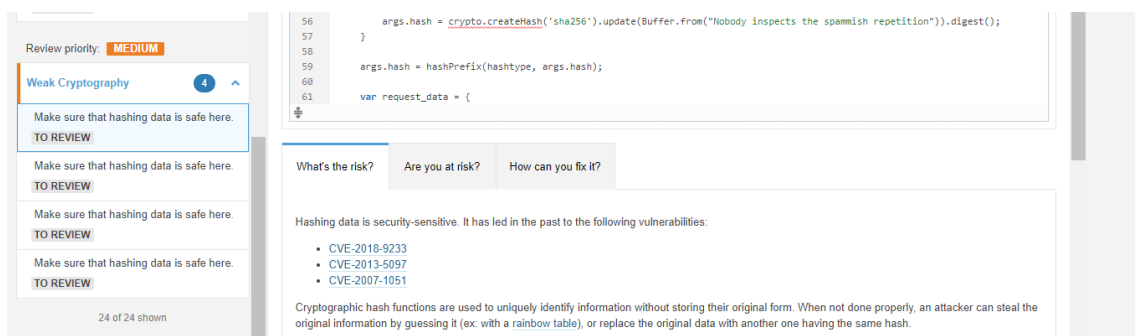 56 args.hash = crypto.createHash('sha256').update(Buffer.from("Nobody inspects the spammish repetition")).digest();
57 }
58
59 args.hash = hashPrefix(hashtype, args.hash);
60
61 var request_data = {
Review priority: MEDIUM
Weak Cryptography 4
Make sure that hashing data is safe here.
TO REVIEW
Make sure that hashing data is safe here.
TO REVIEW
Make sure that hashing data is safe here.
TO REVIEW
Make sure that hashing data is safe here.
TO REVIEW
24 of 24 shown
What's the risk? Are you at risk? How can you fix it?
Hashing data is security-sensitive. It has led in the past to the following vulnerabilities:
• CVE-2018-9233
• CVE-2013-5097
• CVE-2007-1051
Cryptographic hash functions are used to uniquely identify information without storing their original form. When not done properly, an attacker can steal the
original information by guessing it (ex: with a rainbow table), or replace the original data with another one having the same hash.